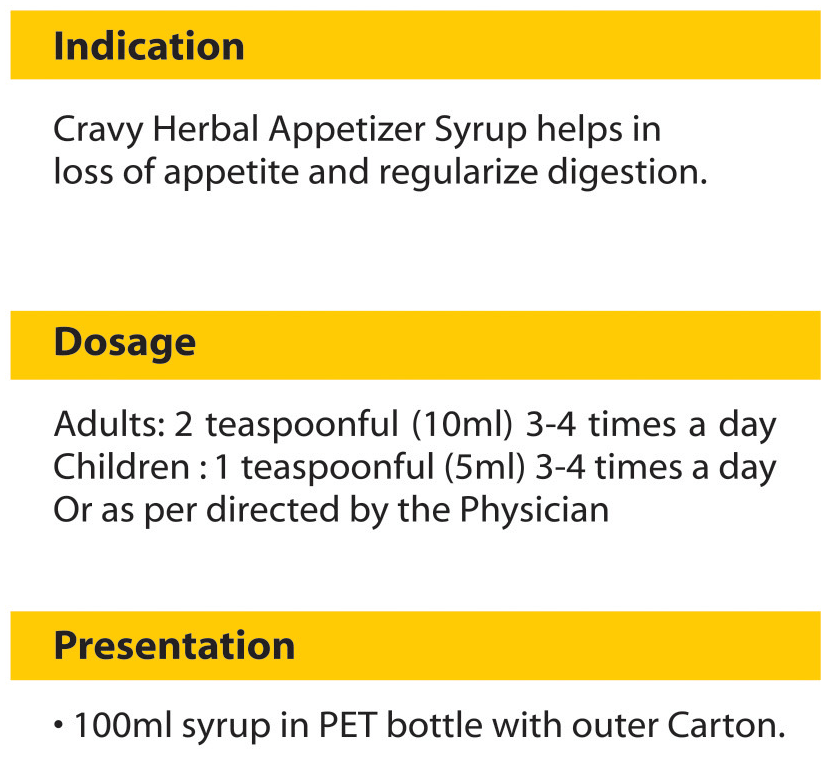 Indication
Cravy Herbal Appetizer Syrup helps in
loss of appetite and regularize digestion.
Dosage
Adults: 2 teaspoonful (10ml) 3-4 times a day
Children : 1 teaspoonful (5ml) 3-4 times a day
Or as per directed by the Physician
Presentation
• 100ml syrup in PET bottle with outer Carton.